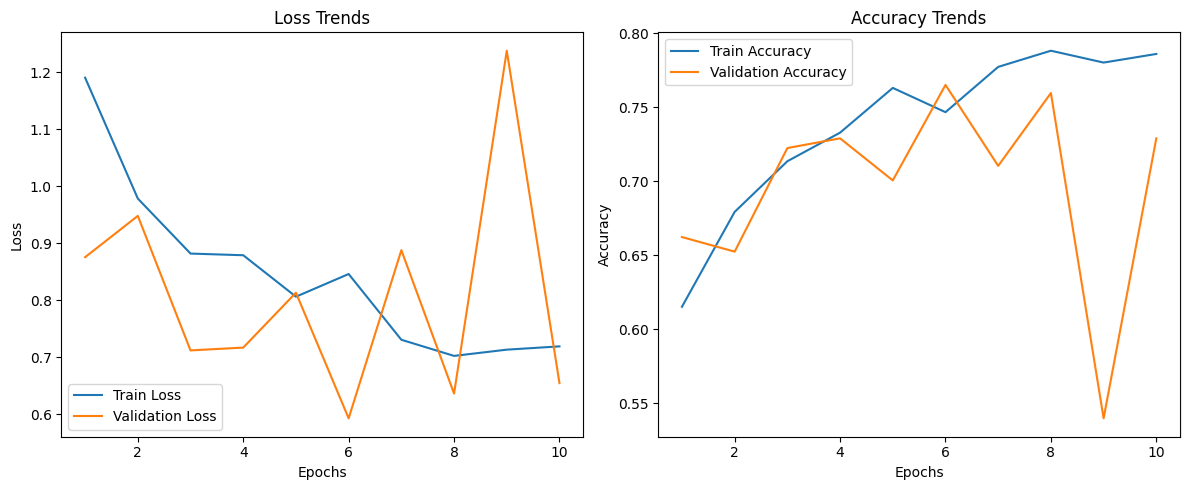 Loss Trends
1.2
1.1
1.0
0.9
0.8
0.7
0.6
Loss
Train Loss
Validation Loss
2 4 6 8 10
Epochs
Accuracy Trends
0.80
0.75
0.70
0.65
0.60
0.55
Accuracy
Train Accuracy
Validation Accuracy
2 4 6 8 10
Epochs